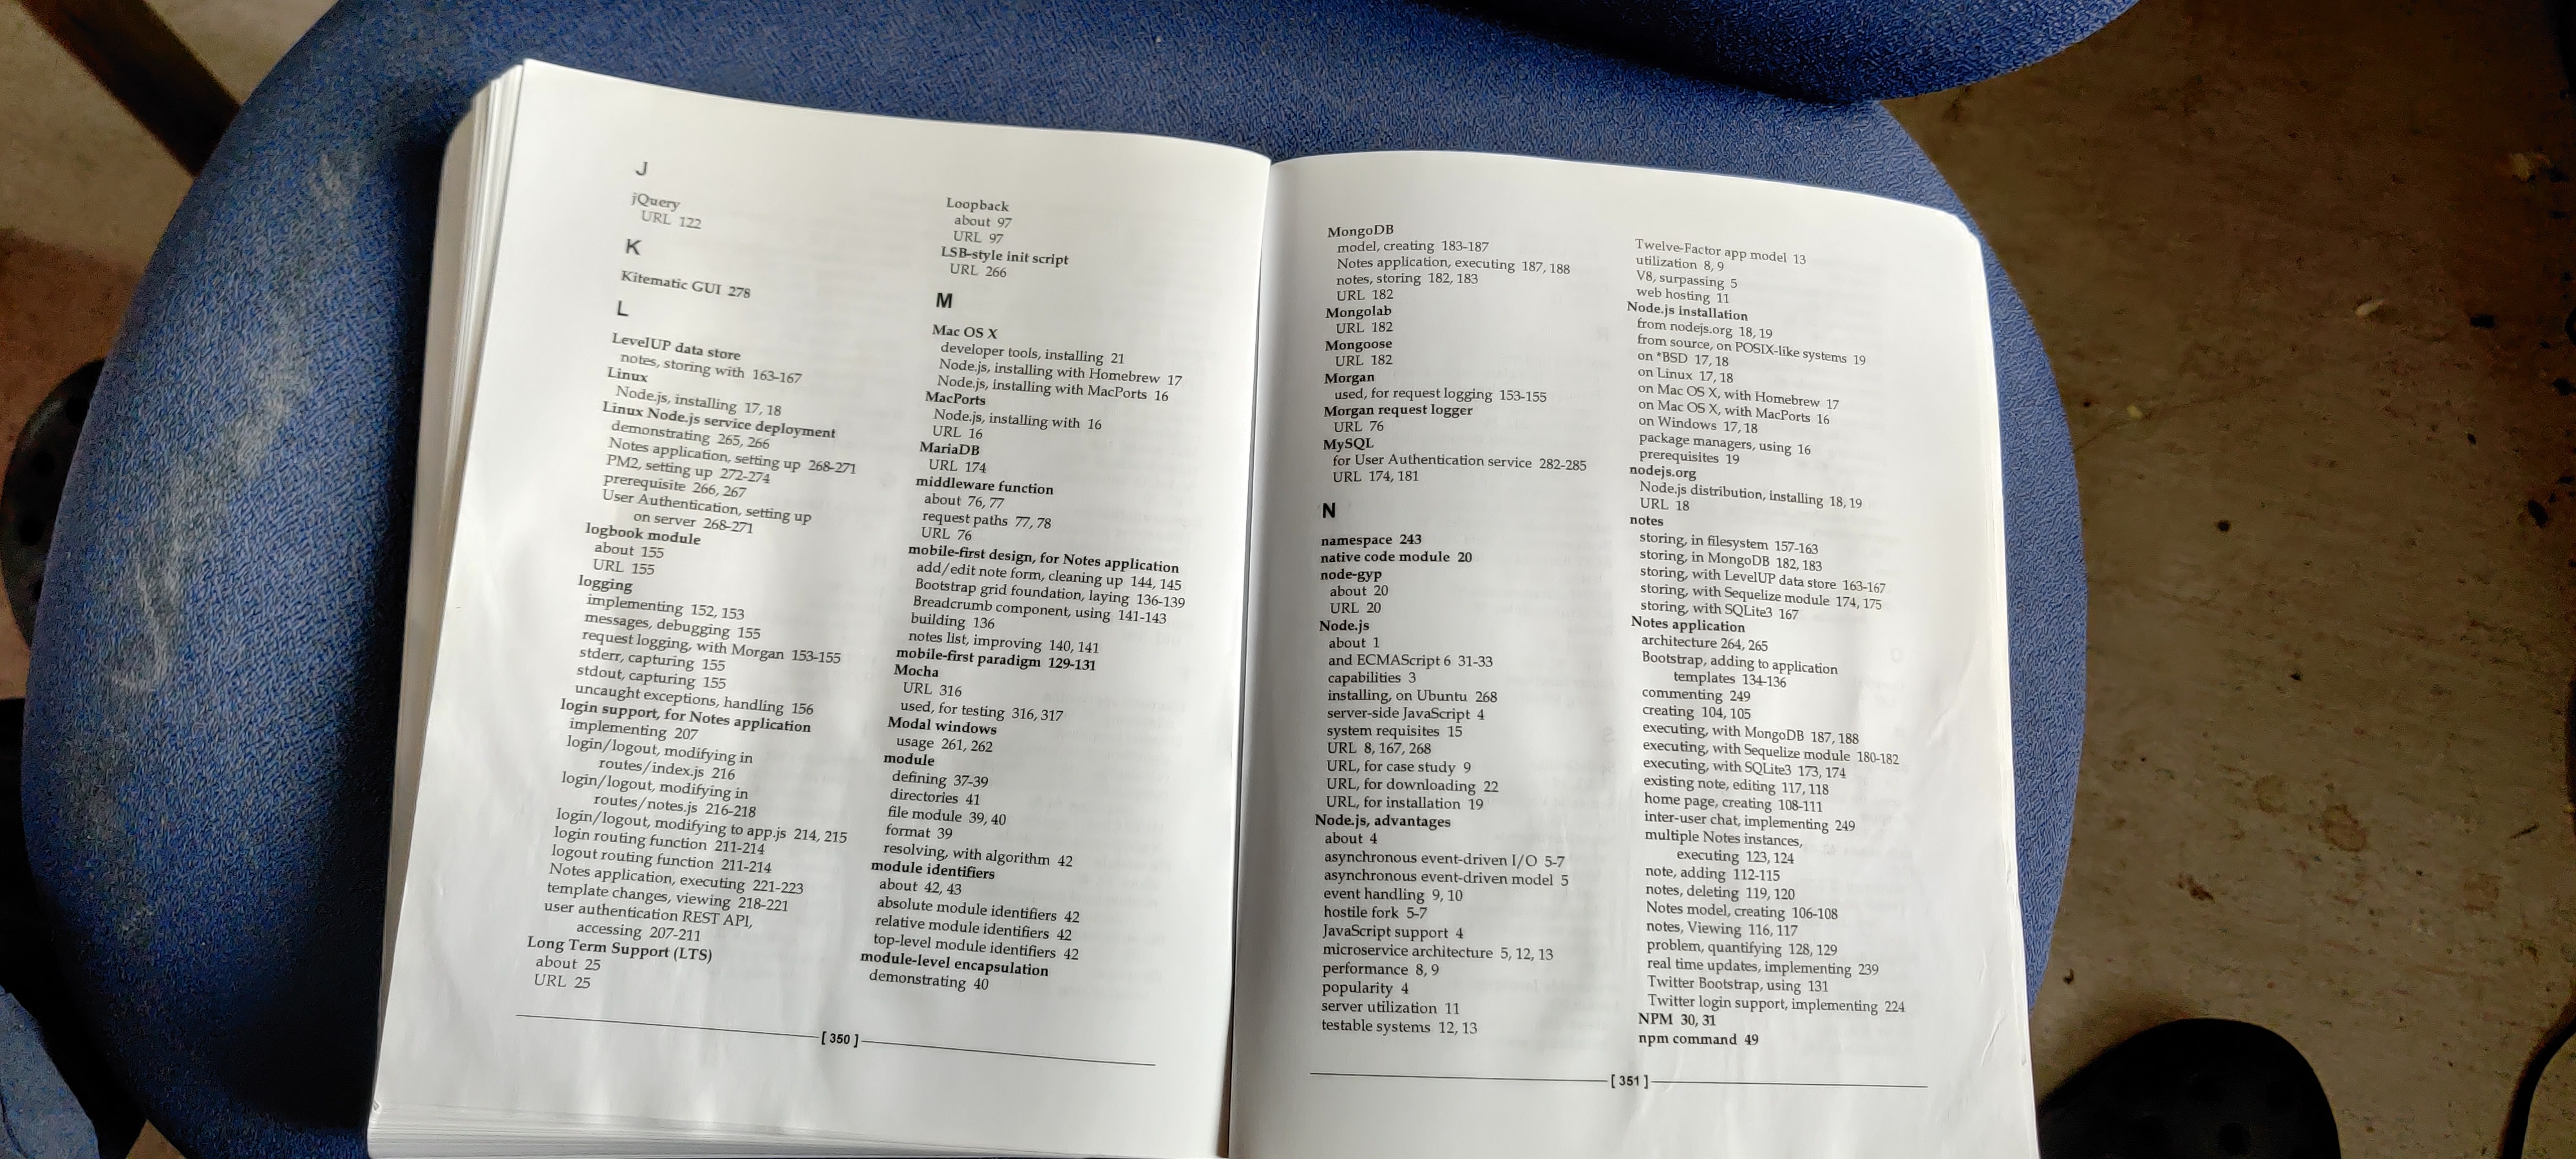 J
jQuery
URL 122
K
Kitematic GUI 278
L
LevelUP data store
notes, storing with 163-167
Linux
Node.js, installing 17, 18
Linux Node.js service deployment
demonstrating 265, 266
Notes application, setting up 268-271
PM2, setting up 272-274
prerequisite 266, 267
User Authentication, setting up
on server 268-271
logbook module
about 155
URL 155
logging
implementing 152, 153
messages, debugging 155
request logging, with Morgan 153-155
stderr, capturing 155
stdout, capturing 155
uncaught exceptions, handling 156
login support, for Notes application
implementing 207
login/logout, modifying in
routes/index.js 216
login/logout, modifying in
routes/notes.js 216-218
login/logout, modifying to app.js 214, 215
login routing function 211-214
logout routing function 211-214
Notes application, executing 221-223
template changes, viewing 218-221
user authentication REST API,
accessing 207-211
Long Term Support (LTS)
about 25
URL 25
Loopback
about 97
URL 97
LSB-style init script
URL 266
M
Mac OS X
developer tools, installing 21
Node.js, installing with Homebrew 17
Node.js, installing with MacPorts 16
MacPorts
Node.js, installing with 16
URL 16
MariaDB
URL 174
middleware function
about 76, 77
request paths 77, 78
URL 76
mobile-first design, for Notes application
add/edit note form, cleaning up 144, 145
Bootstrap grid foundation, laying 136-139
Breadcrumb component, using 141-143
building 136
notes list, improving 140, 141
mobile-first paradigm 129-131
Mocha
URL 316
used, for testing 316, 317
Modal windows
usage 261, 262
module
defining 37-39
directories 41
file module 39, 40
format 39
resolving, with algorithm 42
module identifiers
about 42, 43
absolute module identifiers 42
relative module identifiers 42
top-level module identifiers 42
module-level encapsulation
demonstrating 40
[ 350 ]
MongoDB
model, creating 183-187
Notes application, executing 187, 188
notes, storing 182, 183
URL 182
Mongolab
URL 182
Mongoose
URL 182
Morgan
used, for request logging 153-155
Morgan request logger
URL 76
MySQL
for User Authentication service 282-285
URL 174, 181
N
namespace 243
native code module 20
node-gyp
about 20
URL 20
Node.js
about 1
and ECMAScript 6 31-33
capabilities 3
installing, on Ubuntu 268
server-side JavaScript 4
system requisites 15
URL 8, 167, 268
URL, for case study 9
URL, for downloading 22
URL, for installation 19
Node.js, advantages
about 4
asynchronous event-driven I/O 5-7
asynchronous event-driven model 5
event handling 9, 10
hostile fork 5-7
JavaScript support 4
microservice architecture 5, 12, 13
performance 8, 9
popularity 4
server utilization 11
testable systems 12, 13
Twelve-Factor app model 13
utilization 8, 9
V8, surpassing 5
web hosting 11
Node.js installation
from nodejs.org 18, 19
from source, on POSIX-like systems 19
on *BSD 17, 18
on Linux 17, 18
on Mac OS X, with Homebrew 17
on Mac OS X, with MacPorts 16
on Windows 17, 18
package managers, using 16
prerequisites 19
nodejs.org
Node.js distribution, installing 18, 19
URL 18
notes
storing, in filesystem 157-163
storing, in MongoDB 182, 183
storing, with LevelUP data store 163-167
storing, with Sequelize module 174, 175
storing, with SQLite3 167
Notes application
architecture 264, 265
Bootstrap, adding to application
templates 134-136
commenting 249
creating 104, 105
executing, with MongoDB 187, 188
executing, with Sequelize module 180-182
executing, with SQLite3 173, 174
existing note, editing 117, 118
home page, creating 108-111
inter-user chat, implementing 249
multiple Notes instances,
executing 123, 124
note, adding 112-115
notes, deleting 119, 120
Notes model, creating 106-108
notes, Viewing 116, 117
problem, quantifying 128, 129
real time updates, implementing 239
Twitter Bootstrap, using 131
Twitter login support, implementing 224
NPM 30, 31
npm command 49
[ 351 ]